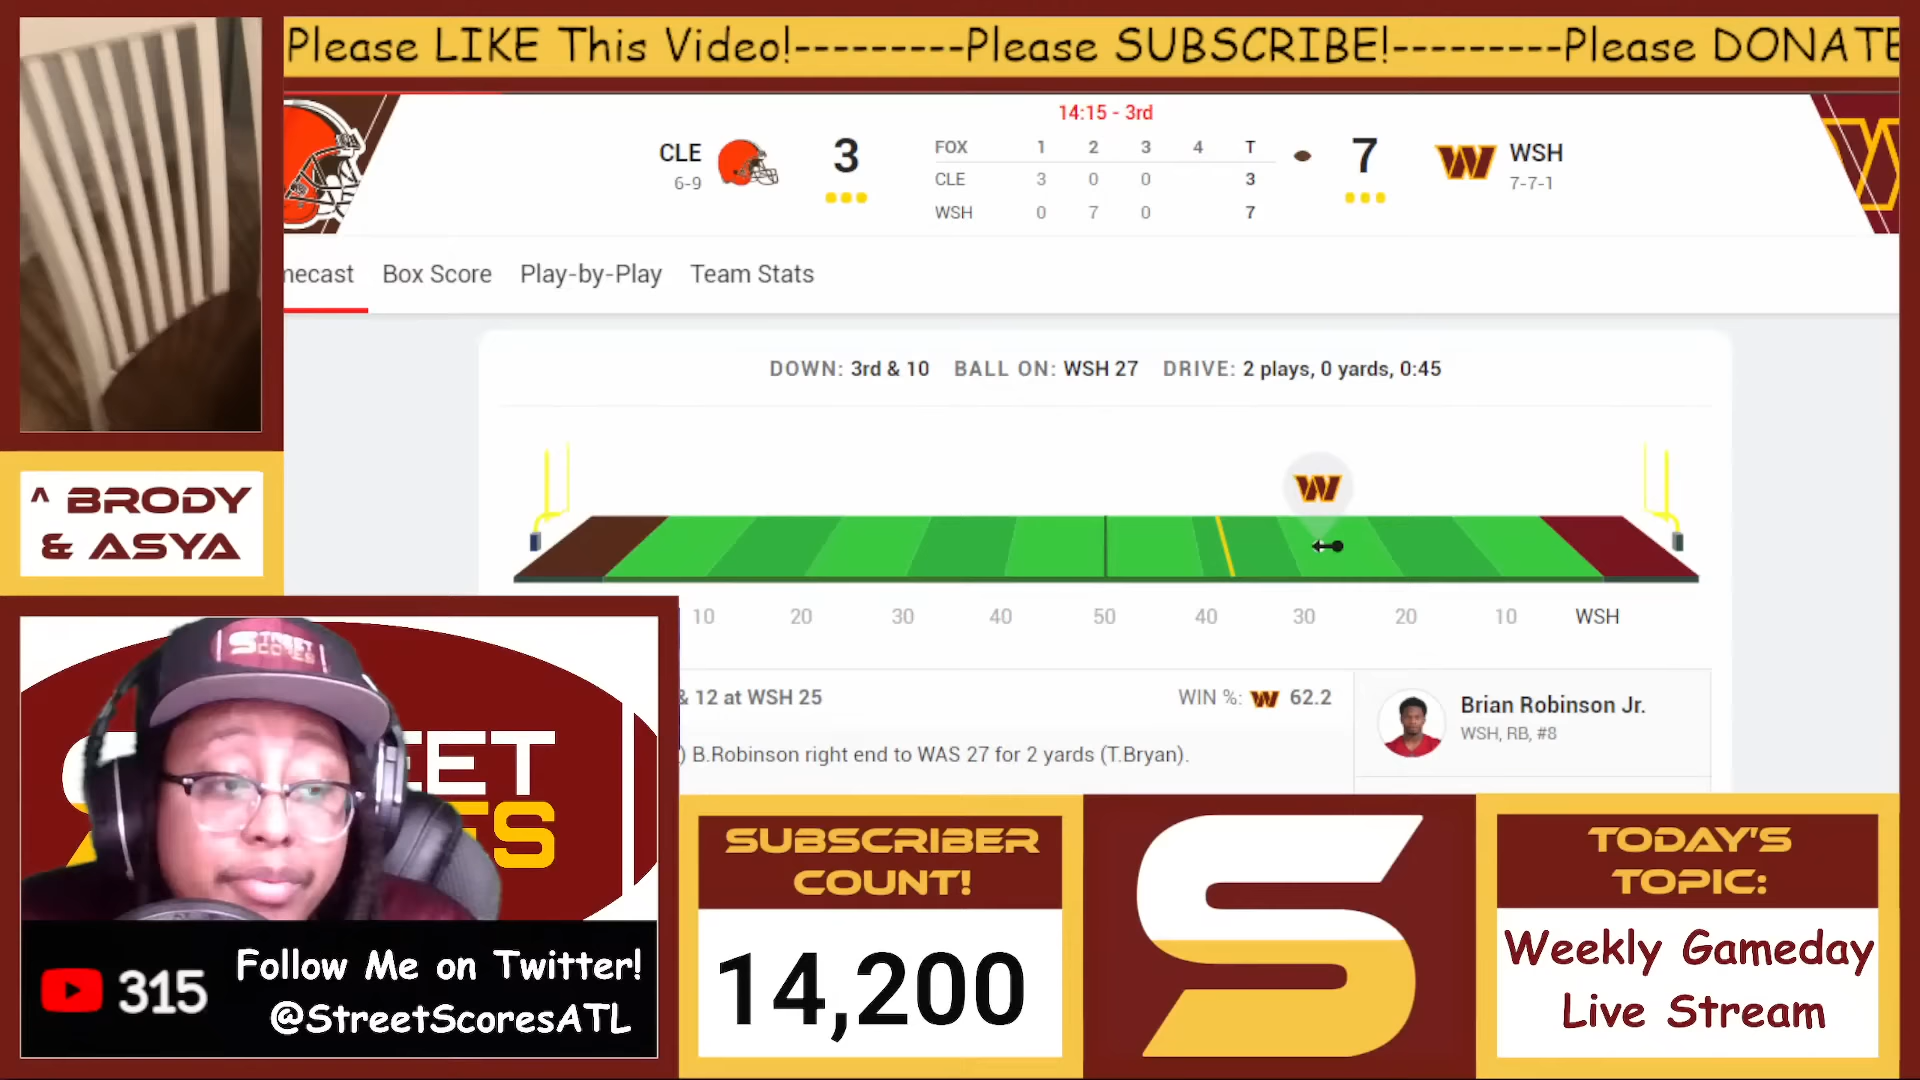 Please LIKE This Video!---------Please SUBSCRIBE!---------Please DONATE
14:15 - 3rd
CLE
6-9
3
FOX 1 2 3 4 T
CLE 3 0 0 3
WSH 0 7 0 7
7
WSH
7-7-1
necast Box Score Play-by-Play Team Stats
DOWN: 3rd & 10 BALL ON: WSH 27 DRIVE: 2 plays, 0 yards, 0:45
W
10 20 30 40 50 40 30 20 10 WSH
& 12 at WSH 25
WIN %: W 62.2
) B.Robinson right end to WAS 27 for 2 yards (T.Bryan).
Brian Robinson Jr.
WSH, RB, #8
^ BRODY
& ASYA
STREET
SCORES
EET
ES
315
Follow Me on Twitter!
@StreetScoresATL
SUBSCRIBER
COUNT!
14,200
S
TODAY'S
TOPIC:
Weekly Gameday
Live Stream